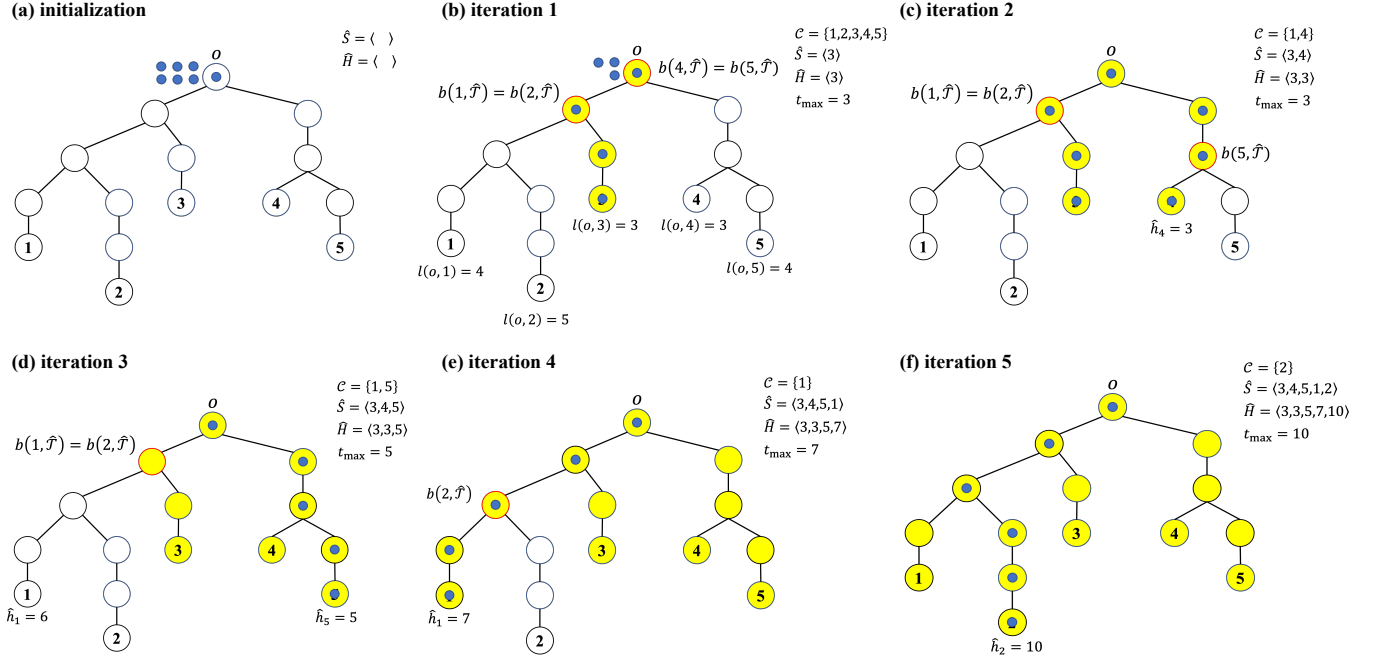 (a) initialization
Ŝ = ⟨ ⟩
Ĥ = ⟨ ⟩
o
3
4
1
5
2
(b) iteration 1
𝒞 = {1,2,3,4,5}
Ŝ = ⟨3⟩
Ĥ = ⟨3⟩
t_max = 3
o
b(4, 𝒯̂) = b(5, 𝒯̂)
b(1, 𝒯̂) = b(2, 𝒯̂)
4
l(o, 3) = 3
l(o, 4) = 3
1
5
l(o, 1) = 4
l(o, 5) = 4
2
l(o, 2) = 5
(c) iteration 2
𝒞 = {1,4}
Ŝ = ⟨3,4⟩
Ĥ = ⟨3,3⟩
t_max = 3
o
b(1, 𝒯̂) = b(2, 𝒯̂)
b(5, 𝒯̂)
ĥ₄ = 3
1
5
2
(d) iteration 3
𝒞 = {1, 5}
Ŝ = ⟨3,4,5⟩
Ĥ = ⟨3,3,5⟩
t_max = 5
o
b(1, 𝒯̂) = b(2, 𝒯̂)
3
4
1
ĥ₁ = 6
ĥ₅ = 5
2
(e) iteration 4
𝒞 = {1}
Ŝ = ⟨3,4,5,1⟩
Ĥ = ⟨3,3,5,7⟩
t_max = 7
o
b(2, 𝒯̂)
3
4
5
ĥ₁ = 7
2
(f) iteration 5
𝒞 = {2}
Ŝ = ⟨3,4,5,1,2⟩
Ĥ = ⟨3,3,5,7,10⟩
t_max = 10
o
3
4
1
5
ĥ₂ = 10